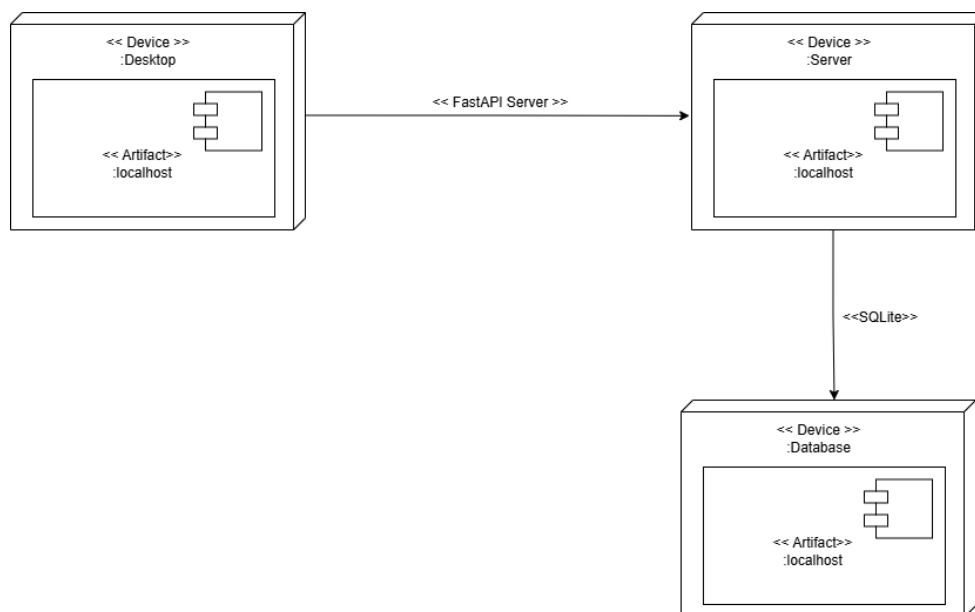 << Device >>
:Desktop
<< Artifact>>
:localhost
<< FastAPI Server >>
<< Device >>
:Server
<< Artifact>>
:localhost
<<SQLite>>
<< Device >>
:Database
<< Artifact>>
:localhost